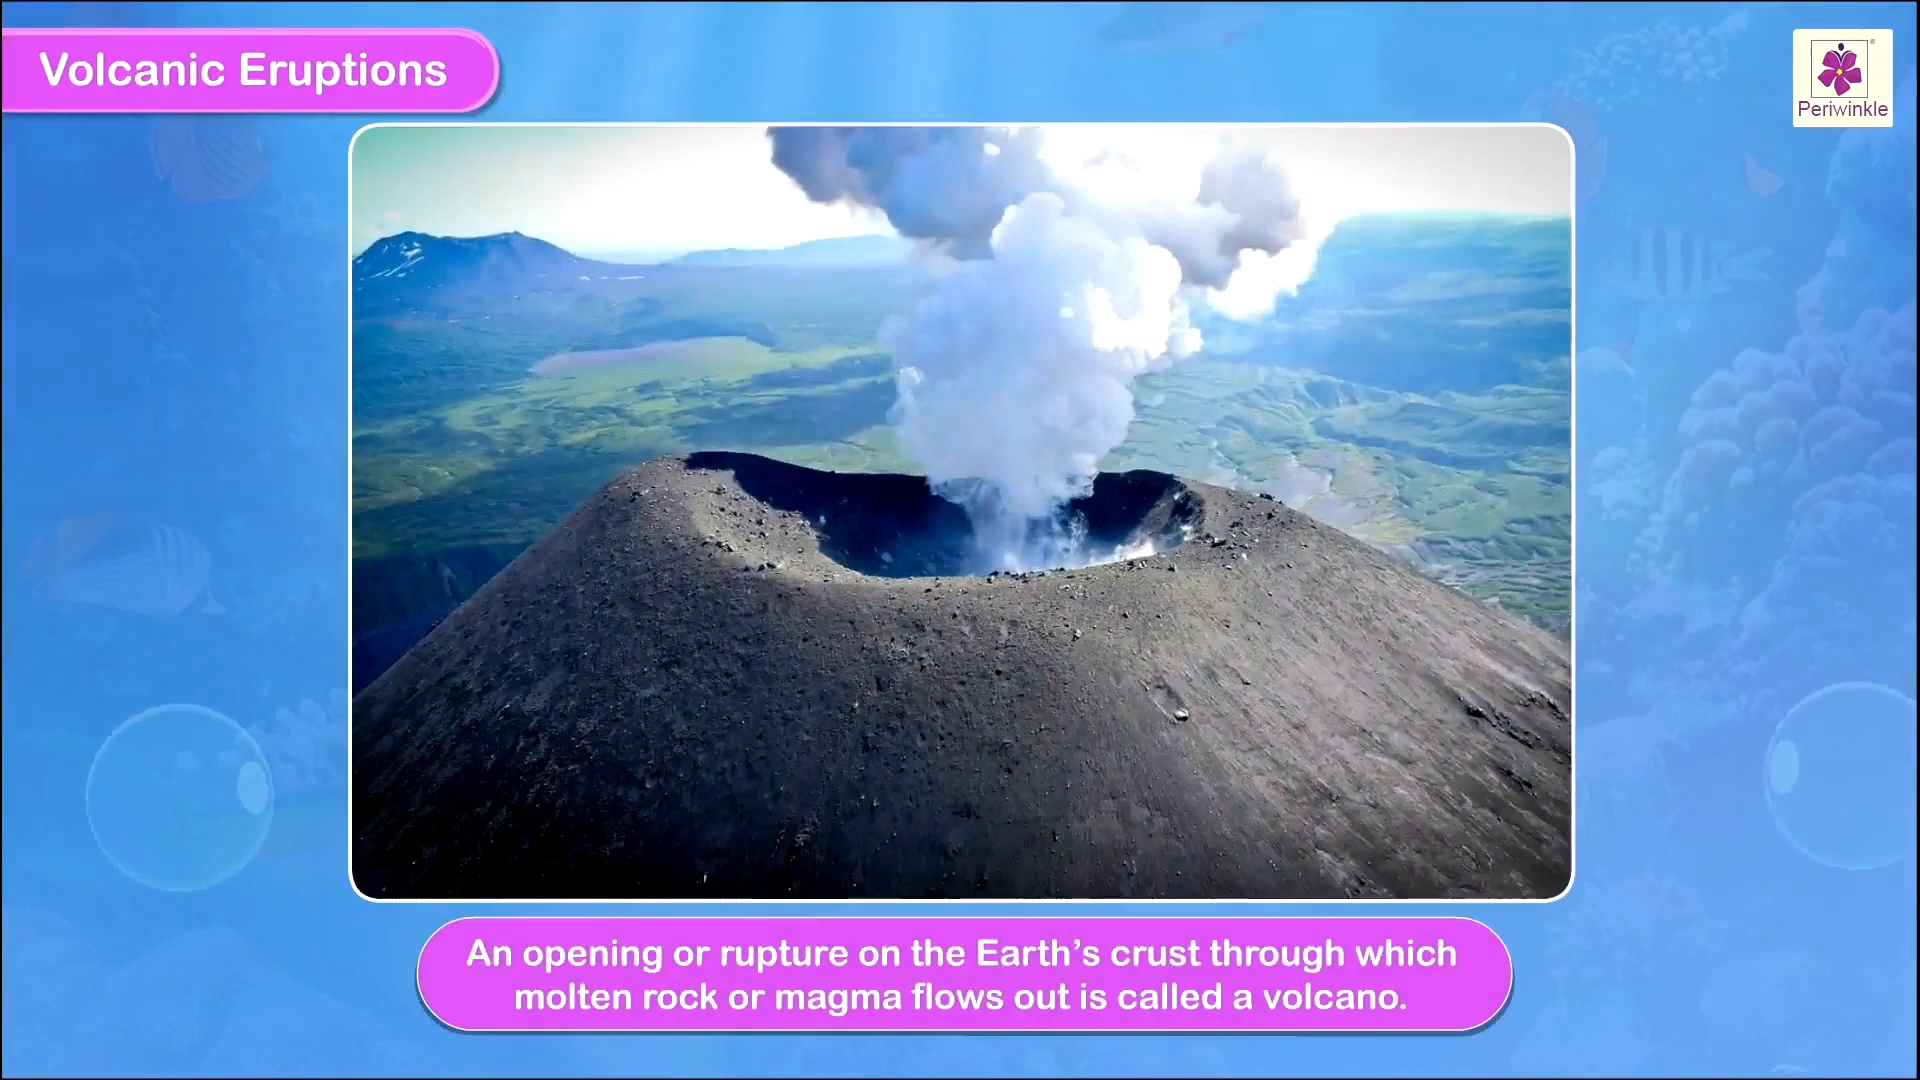 Volcanic Eruptions
Periwinkle
An opening or rupture on the Earth’s crust through which
molten rock or magma flows out is called a volcano.